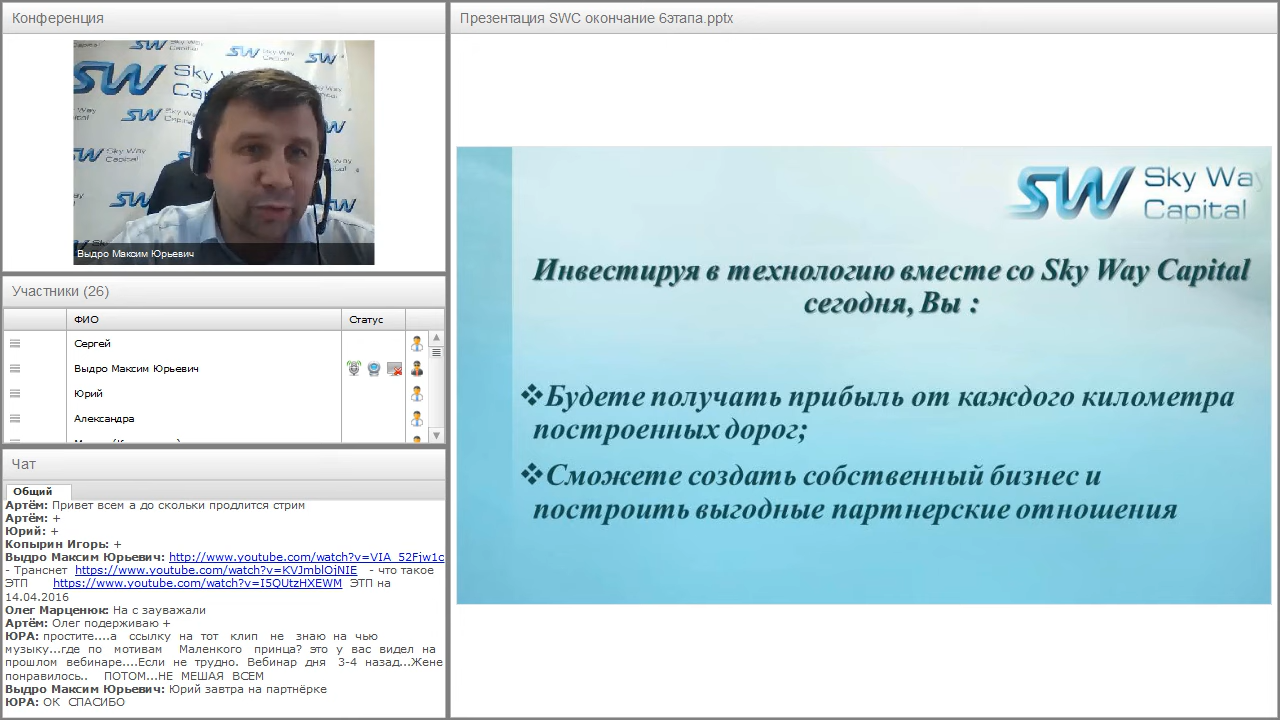 Конференция
SW Sky Way
Capital
Выдро Максим Юрьевич
Участники (26)
ФИО
Статус
Сергей
Выдро Максим Юрьевич
Юрий
Александра
Чат
Общий
Артём: Привет всем а до скольки продлится стрим
Артём: +
Юрий: +
Копырин Игорь: +
Выдро Максим Юрьевич: http://www.youtube.com/watch?v=VIA_52Fjw1c
- Транснет https://www.youtube.com/watch?v=KVJmblOjNIE - что такое
ЭТП https://www.youtube.com/watch?v=I5QUtzHXEWM ЭТП на
14.04.2016
Олег Марценюк: На с зауважали
Артём: Олег подерживаю +
ЮРА: простите....а ссылку на тот клип не знаю на чью
музыку...где по мотивам Маленкого принца? это у вас видел на
прошлом вебинаре....Если не трудно. Вебинар дня 3-4 назад...Жене
понравилось.. ПОТОМ...НЕ МЕШАЯ ВСЕМ
Выдро Максим Юрьевич: Юрий завтра на партнёрке
ЮРА: ОК СПАСИБО
Презентация SWC окончание 6этапа.pptx
SW Sky Way
Capital
Инвестируя в технологию вместе со Sky Way Capital
сегодня, Вы :
❖Будете получать прибыль от каждого километра
построенных дорог;
❖Сможете создать собственный бизнес и
построить выгодные партнерские отношения